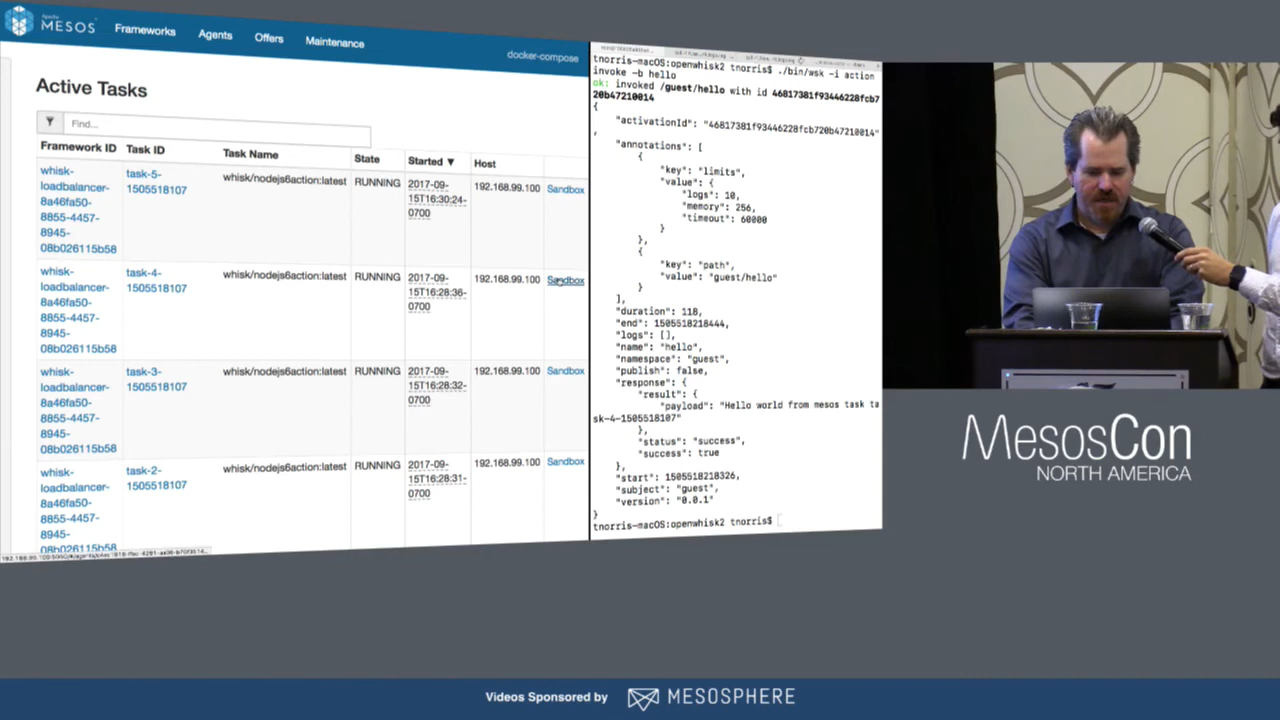 Apache
MESOS
Frameworks
Agents
Offers
Maintenance
docker-compose
Active Tasks
Find...
Framework ID
Task ID
Task Name
State
Started ▼
Host
whisk-
loadbalancer-
8a46fa50-
8855-4457-
8945-
08b026115b58
task-5-
1505518107
whisk/nodejs6action:latest
RUNNING
2017-09-
15T16:30:24-
0700
192.168.99.100
Sandbox
whisk-
loadbalancer-
8a46fa50-
8855-4457-
8945-
08b026115b58
task-4-
1505518107
whisk/nodejs6action:latest
RUNNING
2017-09-
15T16:28:36-
0700
192.168.99.100
Sandbox
whisk-
loadbalancer-
8a46fa50-
8855-4457-
8945-
08b026115b58
task-3-
1505518107
whisk/nodejs6action:latest
RUNNING
2017-09-
15T16:28:32-
0700
192.168.99.100
Sandbox
whisk-
loadbalancer-
8a46fa50-
8855-4457-
8945-
08b026115b58
task-2-
1505518107
whisk/nodejs6action:latest
RUNNING
2017-09-
15T16:28:31-
0700
192.168.99.100
Sandbox
tnorris-macOS:openwhisk2 tnorris$ ./bin/wsk -i action
invoke -b hello
ok: invoked /guest/hello with id 46817381f93446228fcb7
20b47210014
{
"activationId": "46817381f93446228fcb720b47210014"
,
"annotations": [
{
"key": "limits",
"value": {
"logs": 10,
"memory": 256,
"timeout": 60000
}
},
{
"key": "path",
"value": "guest/hello"
}
],
"duration": 118,
"end": 1505518218444,
"logs": [],
"name": "hello",
"namespace": "guest",
"publish": false,
"response": {
"result": {
"payload": "Hello world from mesos task ta
sk-4-1505518107"
},
"status": "success",
"success": true
},
"start": 1505518218326,
"subject": "guest",
"version": "0.0.1"
}
tnorris-macOS:openwhisk2 tnorris$
MesosCon
NORTH AMERICA
Videos Sponsored by
MESOSPHERE